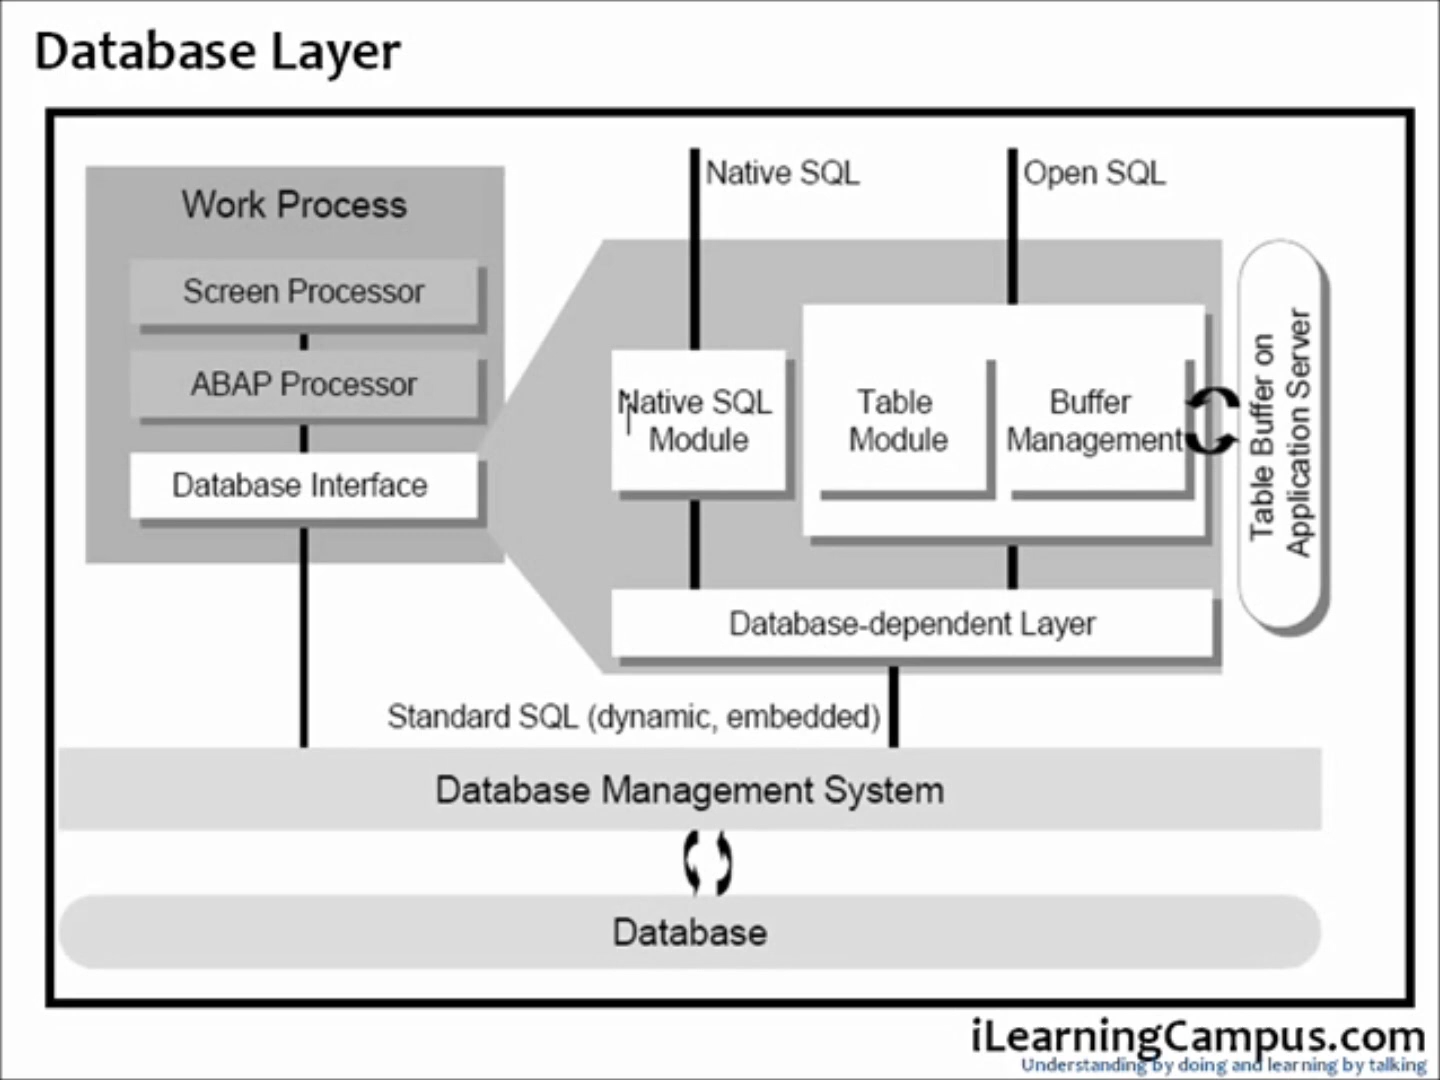 Database Layer
Native SQL
Open SQL
Work Process
Screen Processor
ABAP Processor
Database Interface
Native SQL
Module
Table
Module
Buffer
Management
Table Buffer on
Application Server
Database-dependent Layer
Standard SQL (dynamic, embedded)
Database Management System
Database
iLearningCampus.com
Understanding by doing and learning by talking